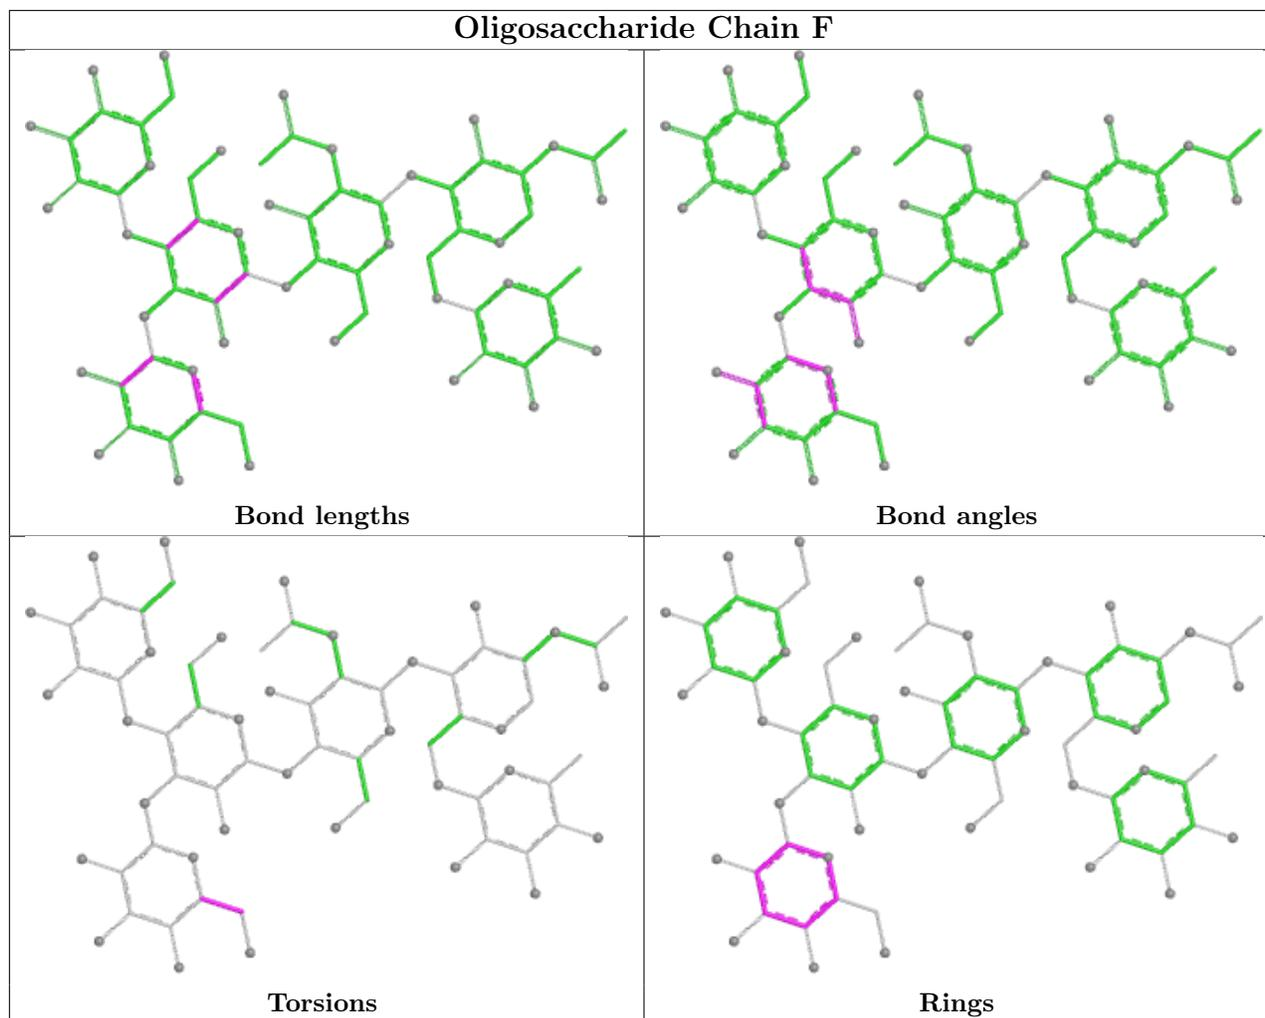 Oligosaccharide Chain F
Bond lengths
Bond angles
Torsions
Rings